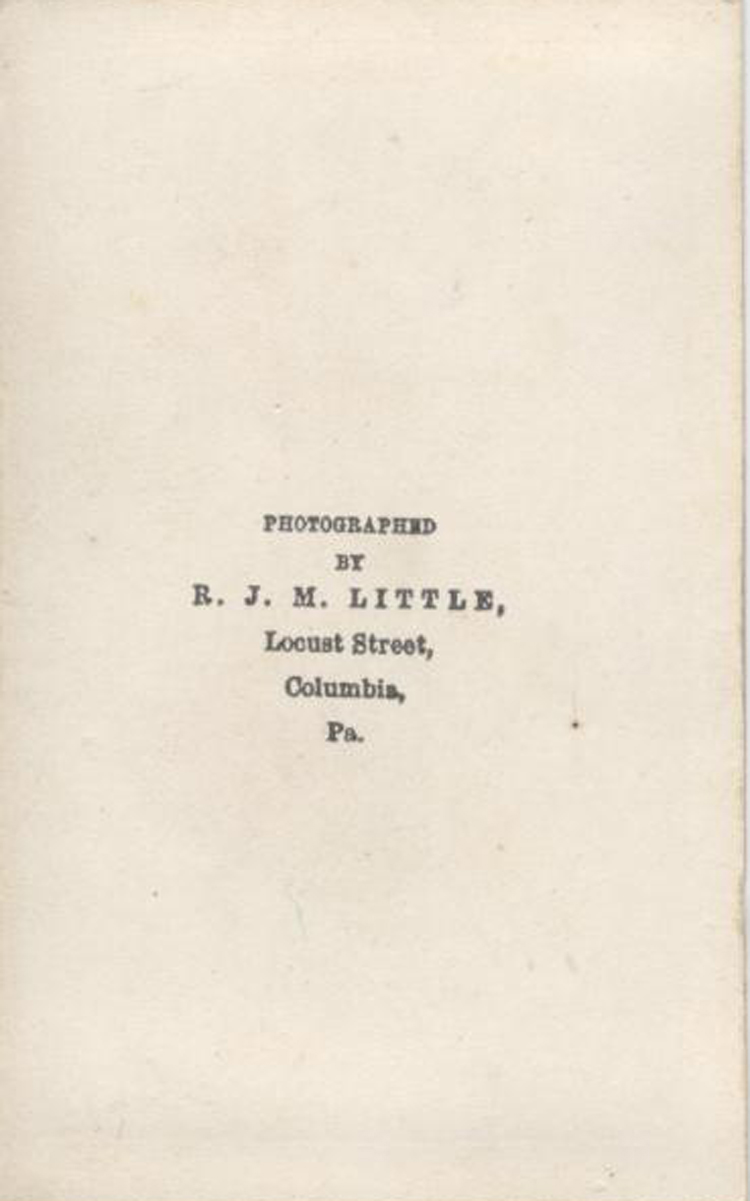 PHOTOGRAPHED
BY
R. J. M. LITTLE,
Locust Street,
Columbia,
Pa.